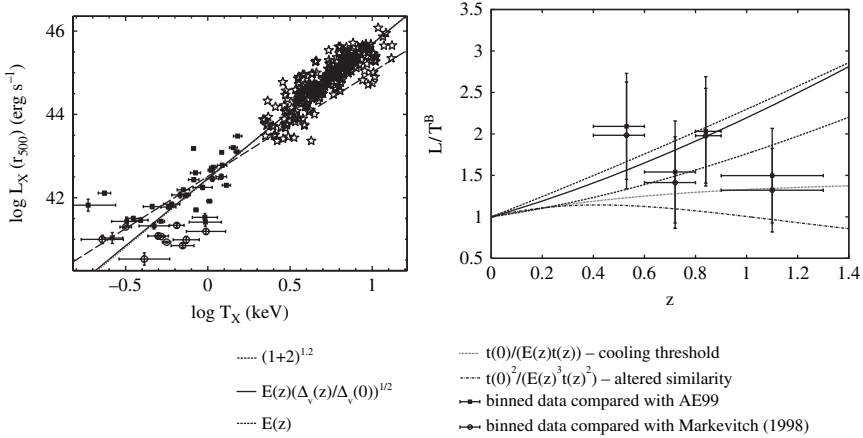 46
44
42
log L_X (r_500) (erg s^−1)
−0.5
0
0.5
1
log T_X (keV)
3.5
3
2.5
2
1.5
1
0.5
L/T^B
0
0.2
0.4
0.6
0.8
1
1.2
1.4
z
(1+2)^1.2
E(z)(Δ_v(z)/Δ_v(0))^1/2
E(z)
t(0)/(E(z)t(z)) – cooling threshold
t(0)^2/(E(z)^3t(z)^2) – altered similarity
binned data compared with AE99
binned data compared with Markevitch (1998)